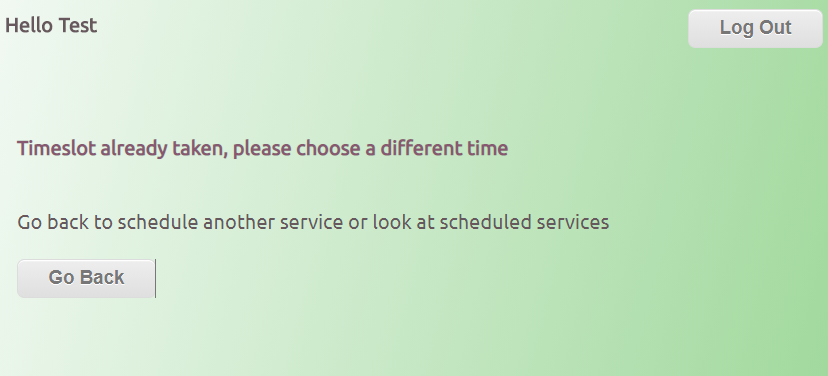 Hello Test
Log Out
Timeslot already taken, please choose a different time
Go back to schedule another service or look at scheduled services
Go Back